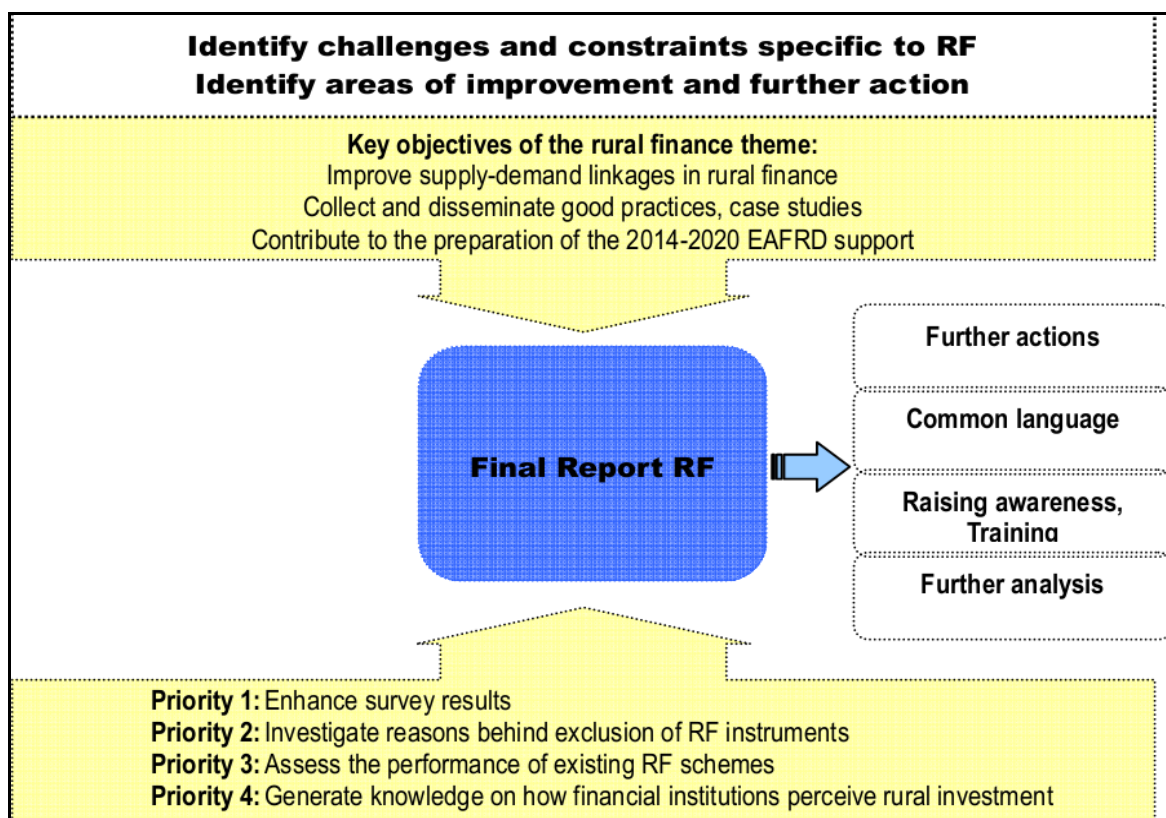 Identify challenges and constraints specific to RF
Identify areas of improvement and further action
Key objectives of the rural finance theme:
Improve supply-demand linkages in rural finance
Collect and disseminate good practices, case studies
Contribute to the preparation of the 2014-2020 EAFRD support
Final Report RF
Further actions
Common language
Raising awareness,
Training
Further analysis
Priority 1: Enhance survey results
Priority 2: Investigate reasons behind exclusion of RF instruments
Priority 3: Assess the performance of existing RF schemes
Priority 4: Generate knowledge on how financial institutions perceive rural investment